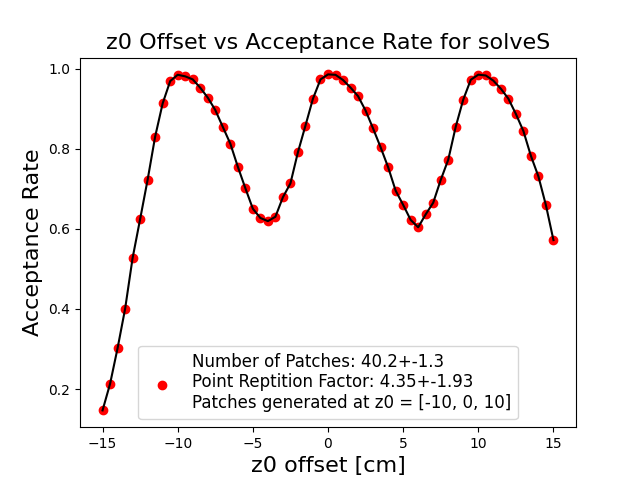 z0 Offset vs Acceptance Rate for solveS
1.0
0.8
0.6
0.4
0.2
Acceptance Rate
Number of Patches: 40.2+-1.3
Point Reptition Factor: 4.35+-1.93
Patches generated at z0 = [-10, 0, 10]
−15 −10 −5 0 5 10 15
z0 offset [cm]